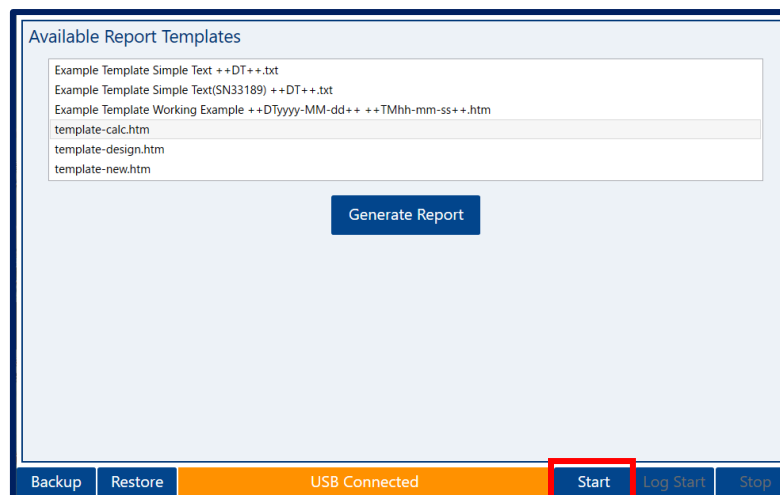 Available Report Templates
Example Template Simple Text ++DT++.txt
Example Template Simple Text(SN33189) ++DT++.txt
Example Template Working Example ++DTyyyy-MM-dd++ ++TMhh-mm-ss++.htm
template-calc.htm
template-design.htm
template-new.htm
Generate Report
Backup Restore USB Connected Start Log Start Stop